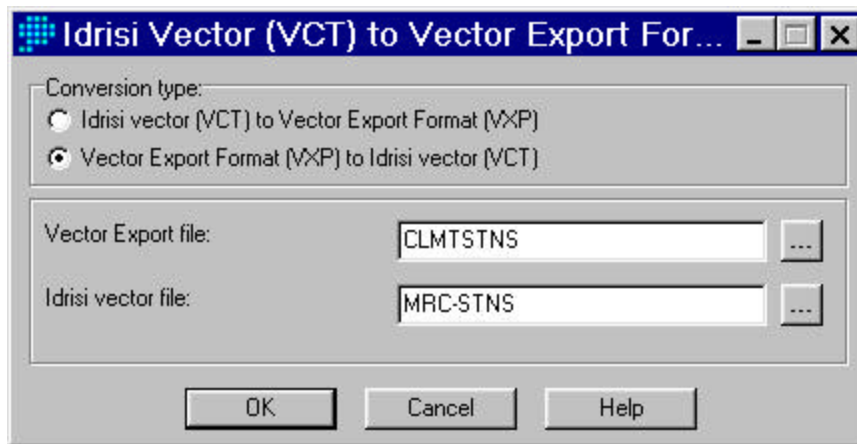 Idrisi Vector (VCT) to Vector Export For...
Conversion type:
Idrisi vector (VCT) to Vector Export Format (VXP)
Vector Export Format (VXP) to Idrisi vector (VCT)
Vector Export file:
CLMTSTNS
...
Idrisi vector file:
MRC-STNS
...
OK
Cancel
Help